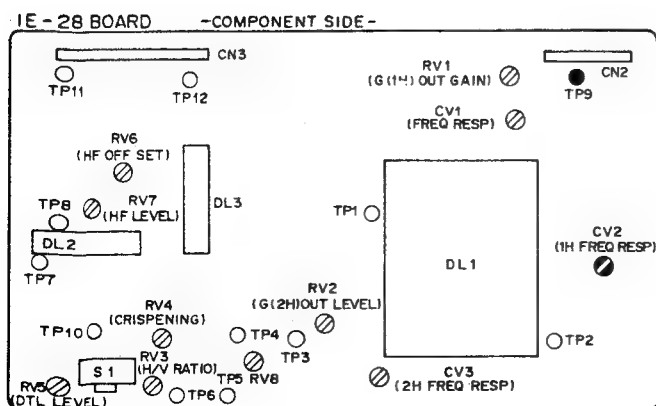 IE-28 BOARD -COMPONENT SIDE-
CN3
TP11
TP12
RV1
(G(1H) OUT GAIN)
CN2
TP9
CV1
(FREQ RESP)
RV6
(HF OFF SET)
RV7
(HF LEVEL)
TP8
DL2
TP7
DL3
TP1
DL1
CV2
(1H FREQ RESP)
RV2
(G(2H)OUT LEVEL)
RV4
(CRISPENING)
TP10
TP4
TP3
TP2
S1
RV3
(H/V RATIO)
RV5
(DTL LEVEL)
TP6
TP5
RV8
CV3
(2H FREQ RESP)